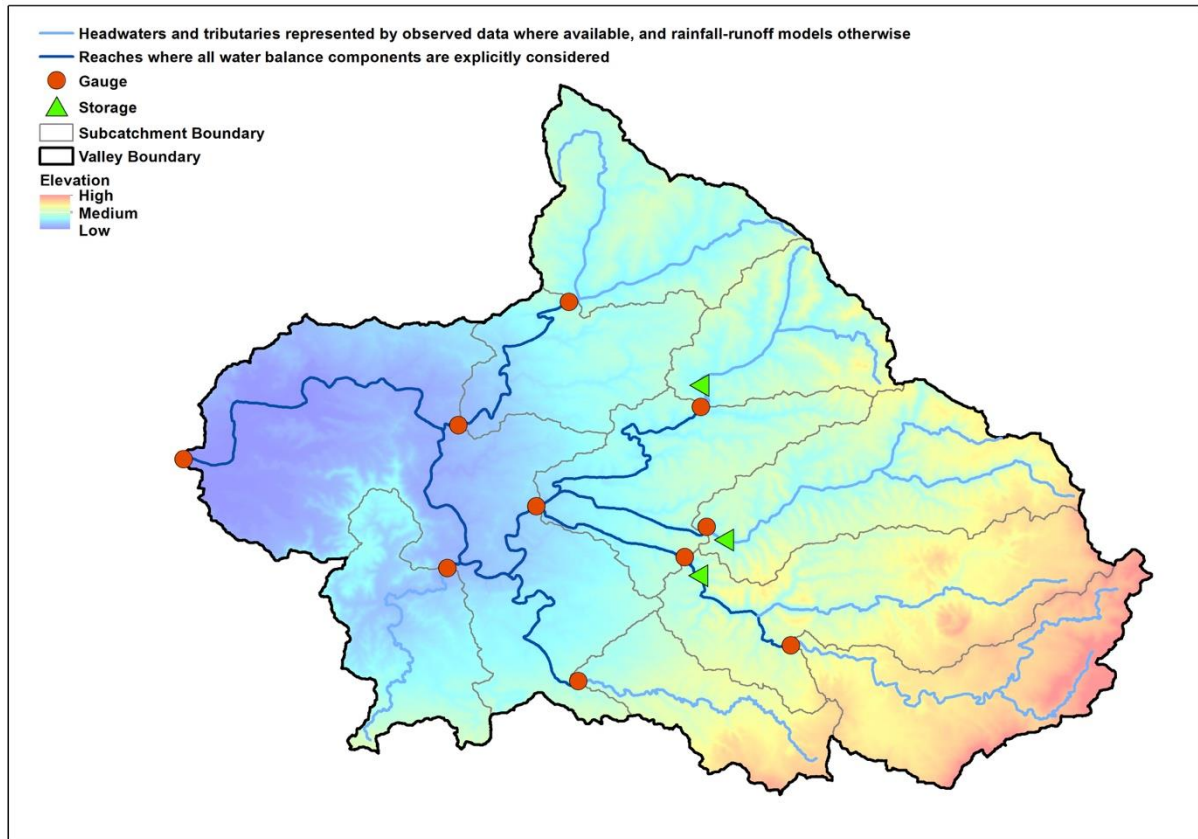 Headwaters and tributaries represented by observed data where available, and rainfall-runoff models otherwise
Reaches where all water balance components are explicitly considered
Gauge
Storage
Subcatchment Boundary
Valley Boundary
Elevation
High
Medium
Low